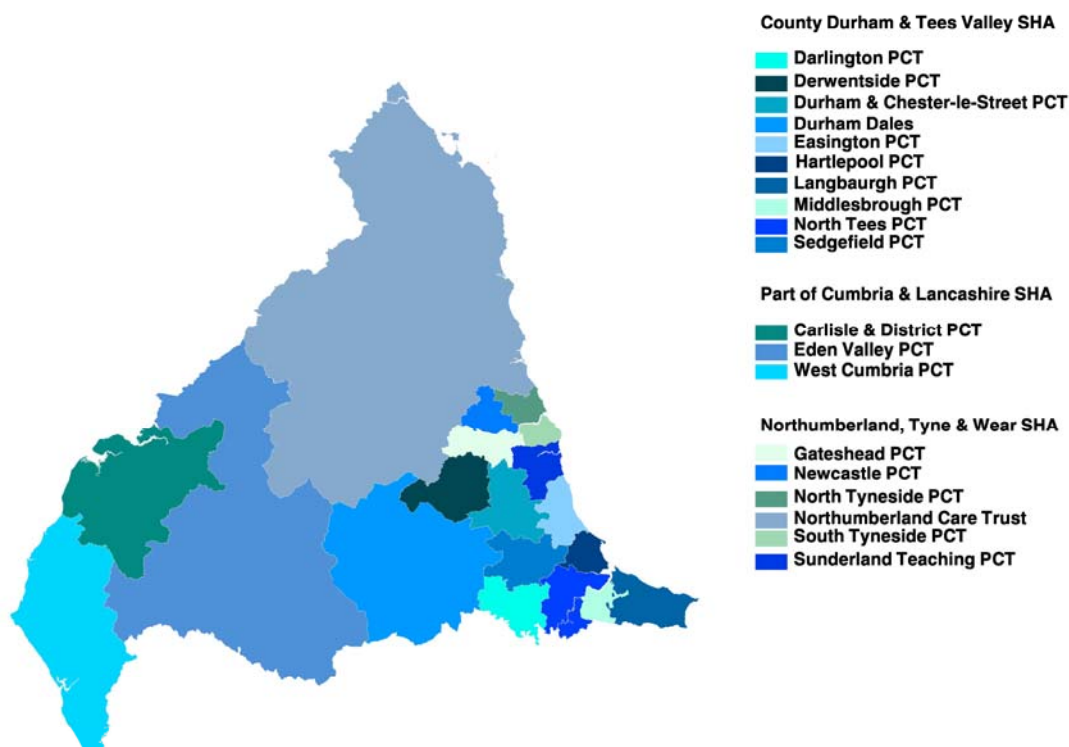 County Durham & Tees Valley SHA
Darlington PCT
Derwentside PCT
Durham & Chester-le-Street PCT
Durham Dales
Easington PCT
Hartlepool PCT
Langbaurgh PCT
Middlesbrough PCT
North Tees PCT
Sedgefield PCT
Part of Cumbria & Lancashire SHA
Carlisle & District PCT
Eden Valley PCT
West Cumbria PCT
Northumberland, Tyne & Wear SHA
Gateshead PCT
Newcastle PCT
North Tyneside PCT
Northumberland Care Trust
South Tyneside PCT
Sunderland Teaching PCT